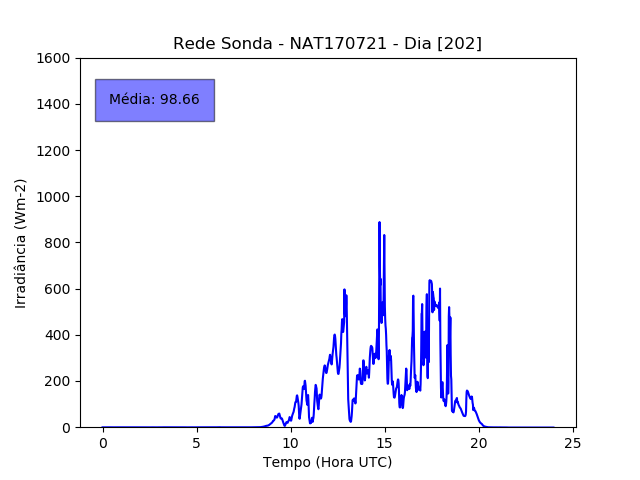 Rede Sonda - NAT170721 - Dia [202]
1600
1400
1200
1000
800
600
400
200
0
Média: 98.66
Irradiância (Wm-2)
0 5 10 15 20 25
Tempo (Hora UTC)